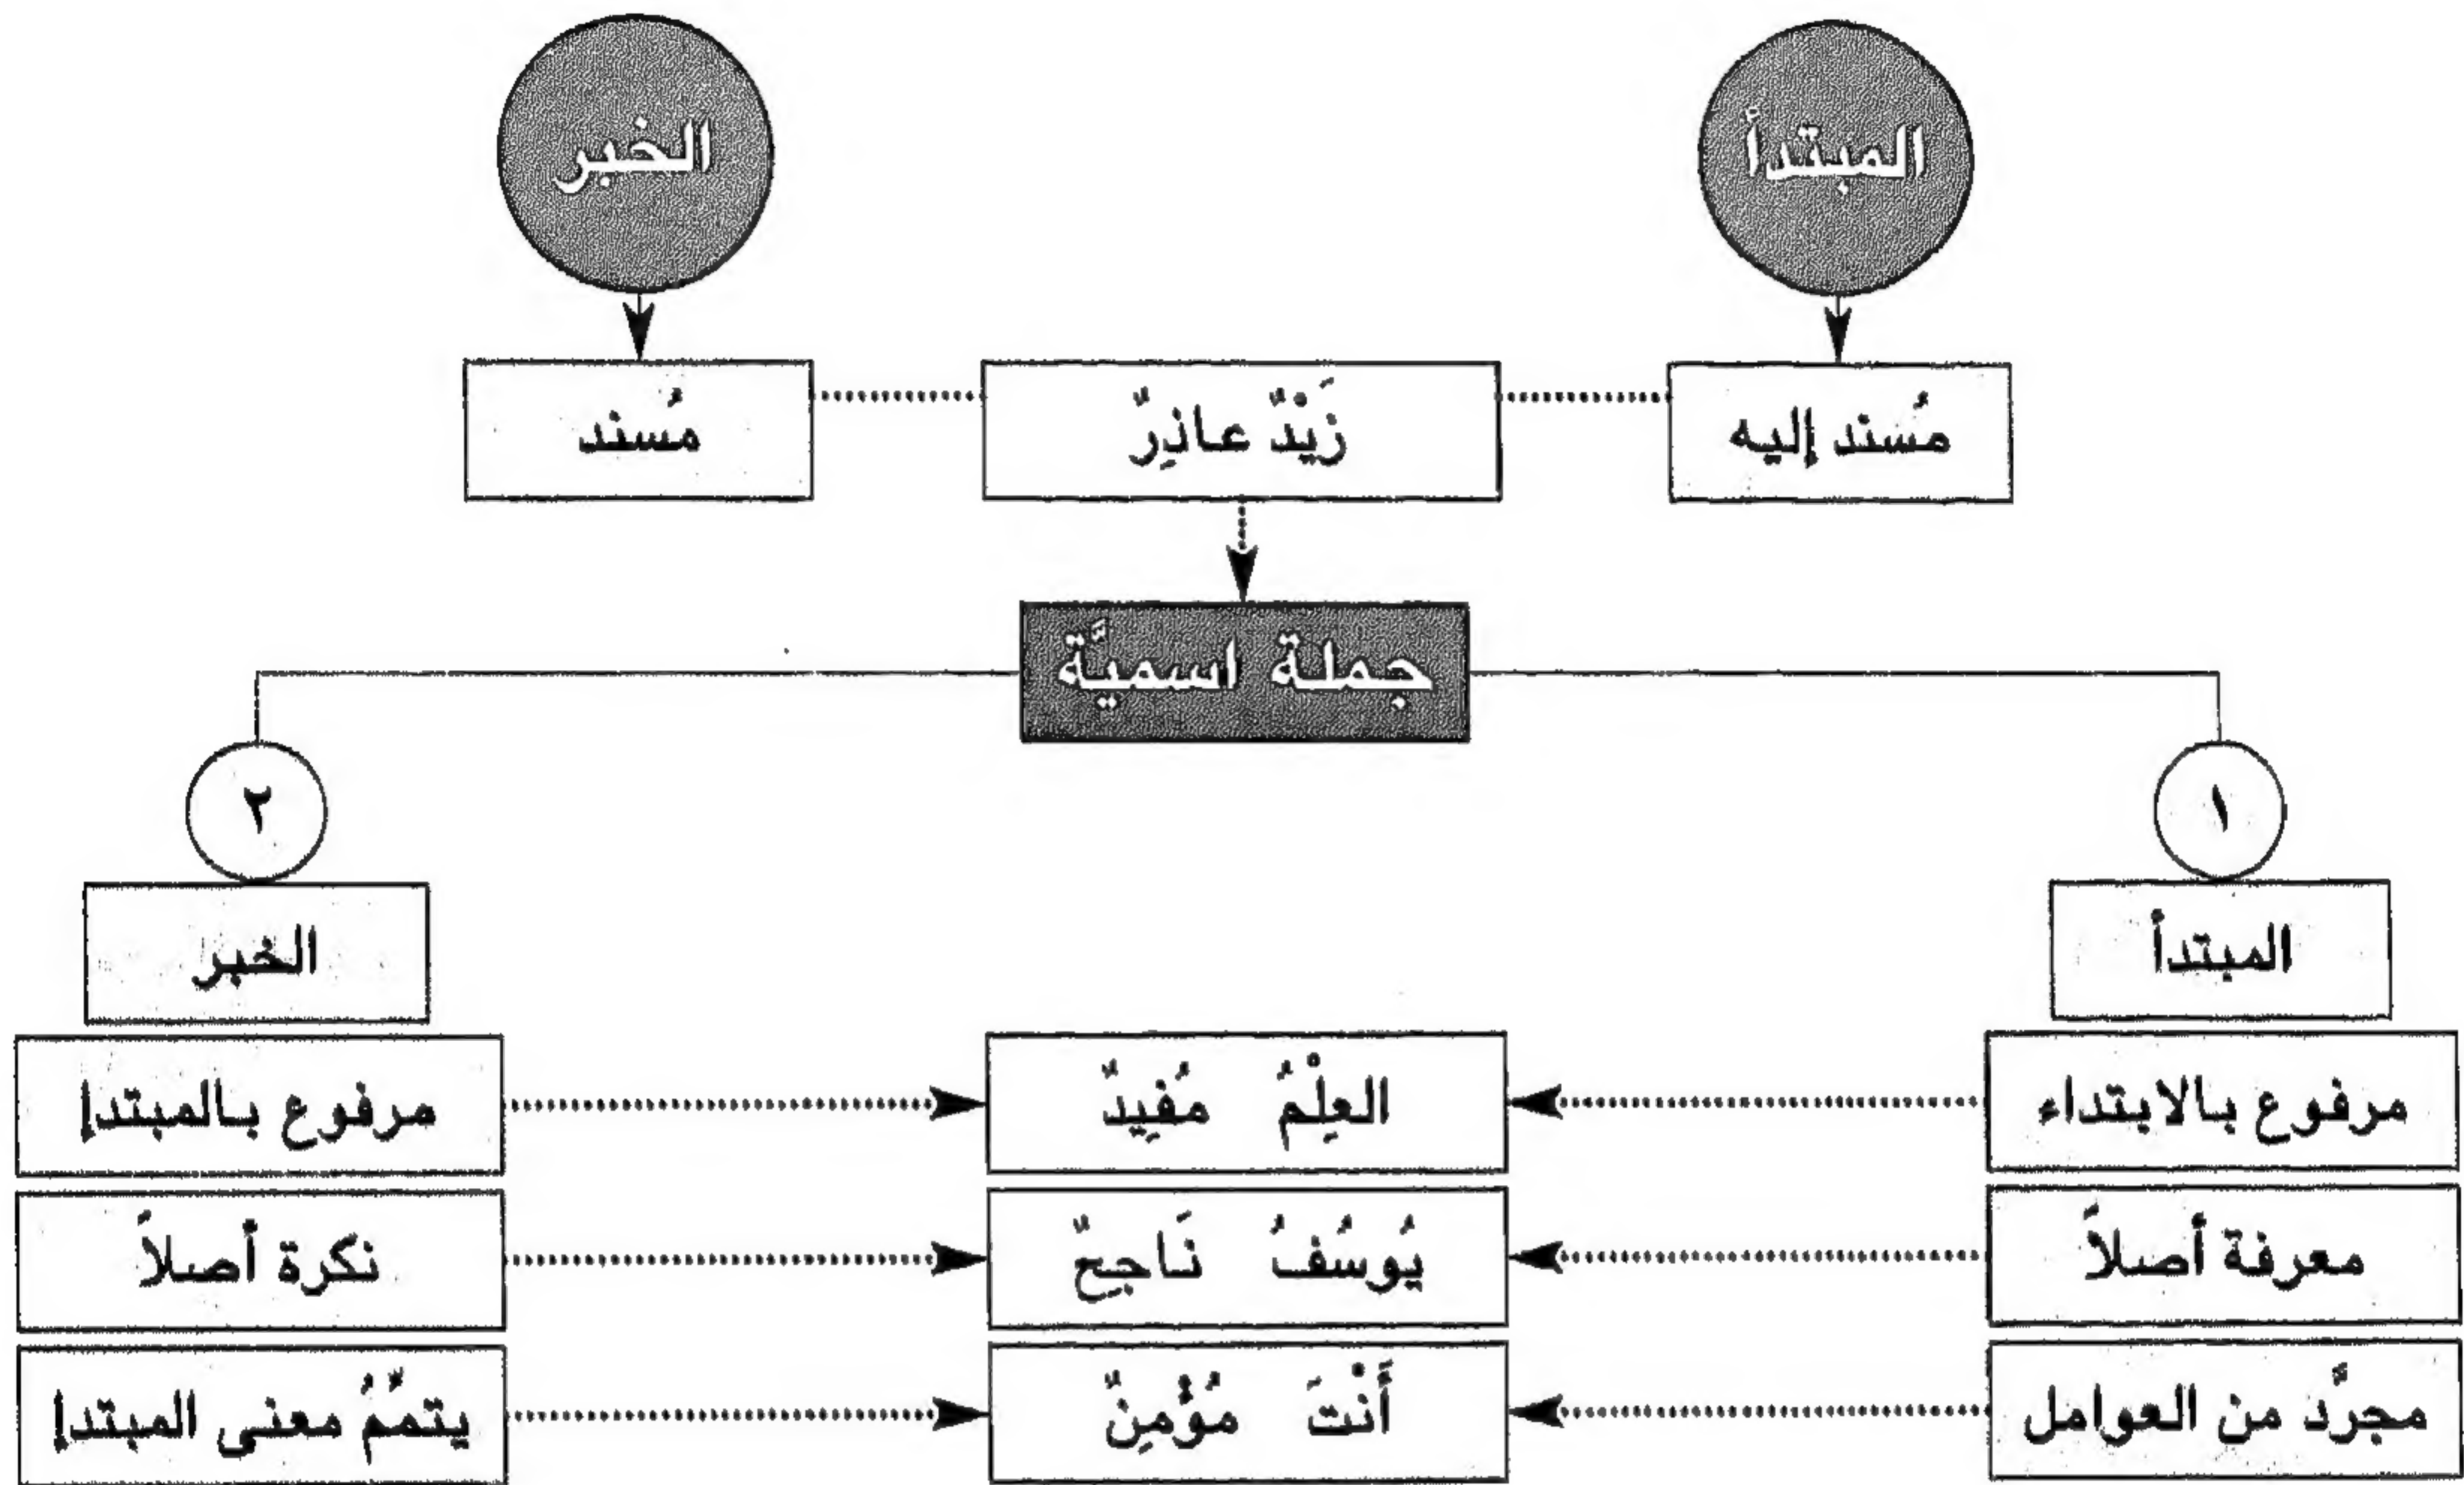 المبتدأ
الخبر
مُسند إليه
زَيْدٌ عاذِرٌ
مُسند
جملة اسميَّة
١
٢
المبتدأ
الخبر
مرفوع بالابتداء
العِلْمُ مُفِيدٌ
مرفوع بالمبتدإ
معرفة أصلاً
يُوسُفُ نَاجِحٌ
نكرة أصلاً
مجرَّد من العوامل
أَنْتَ مُؤْمِنٌ
يتمِّمُ معنى المبتدإ